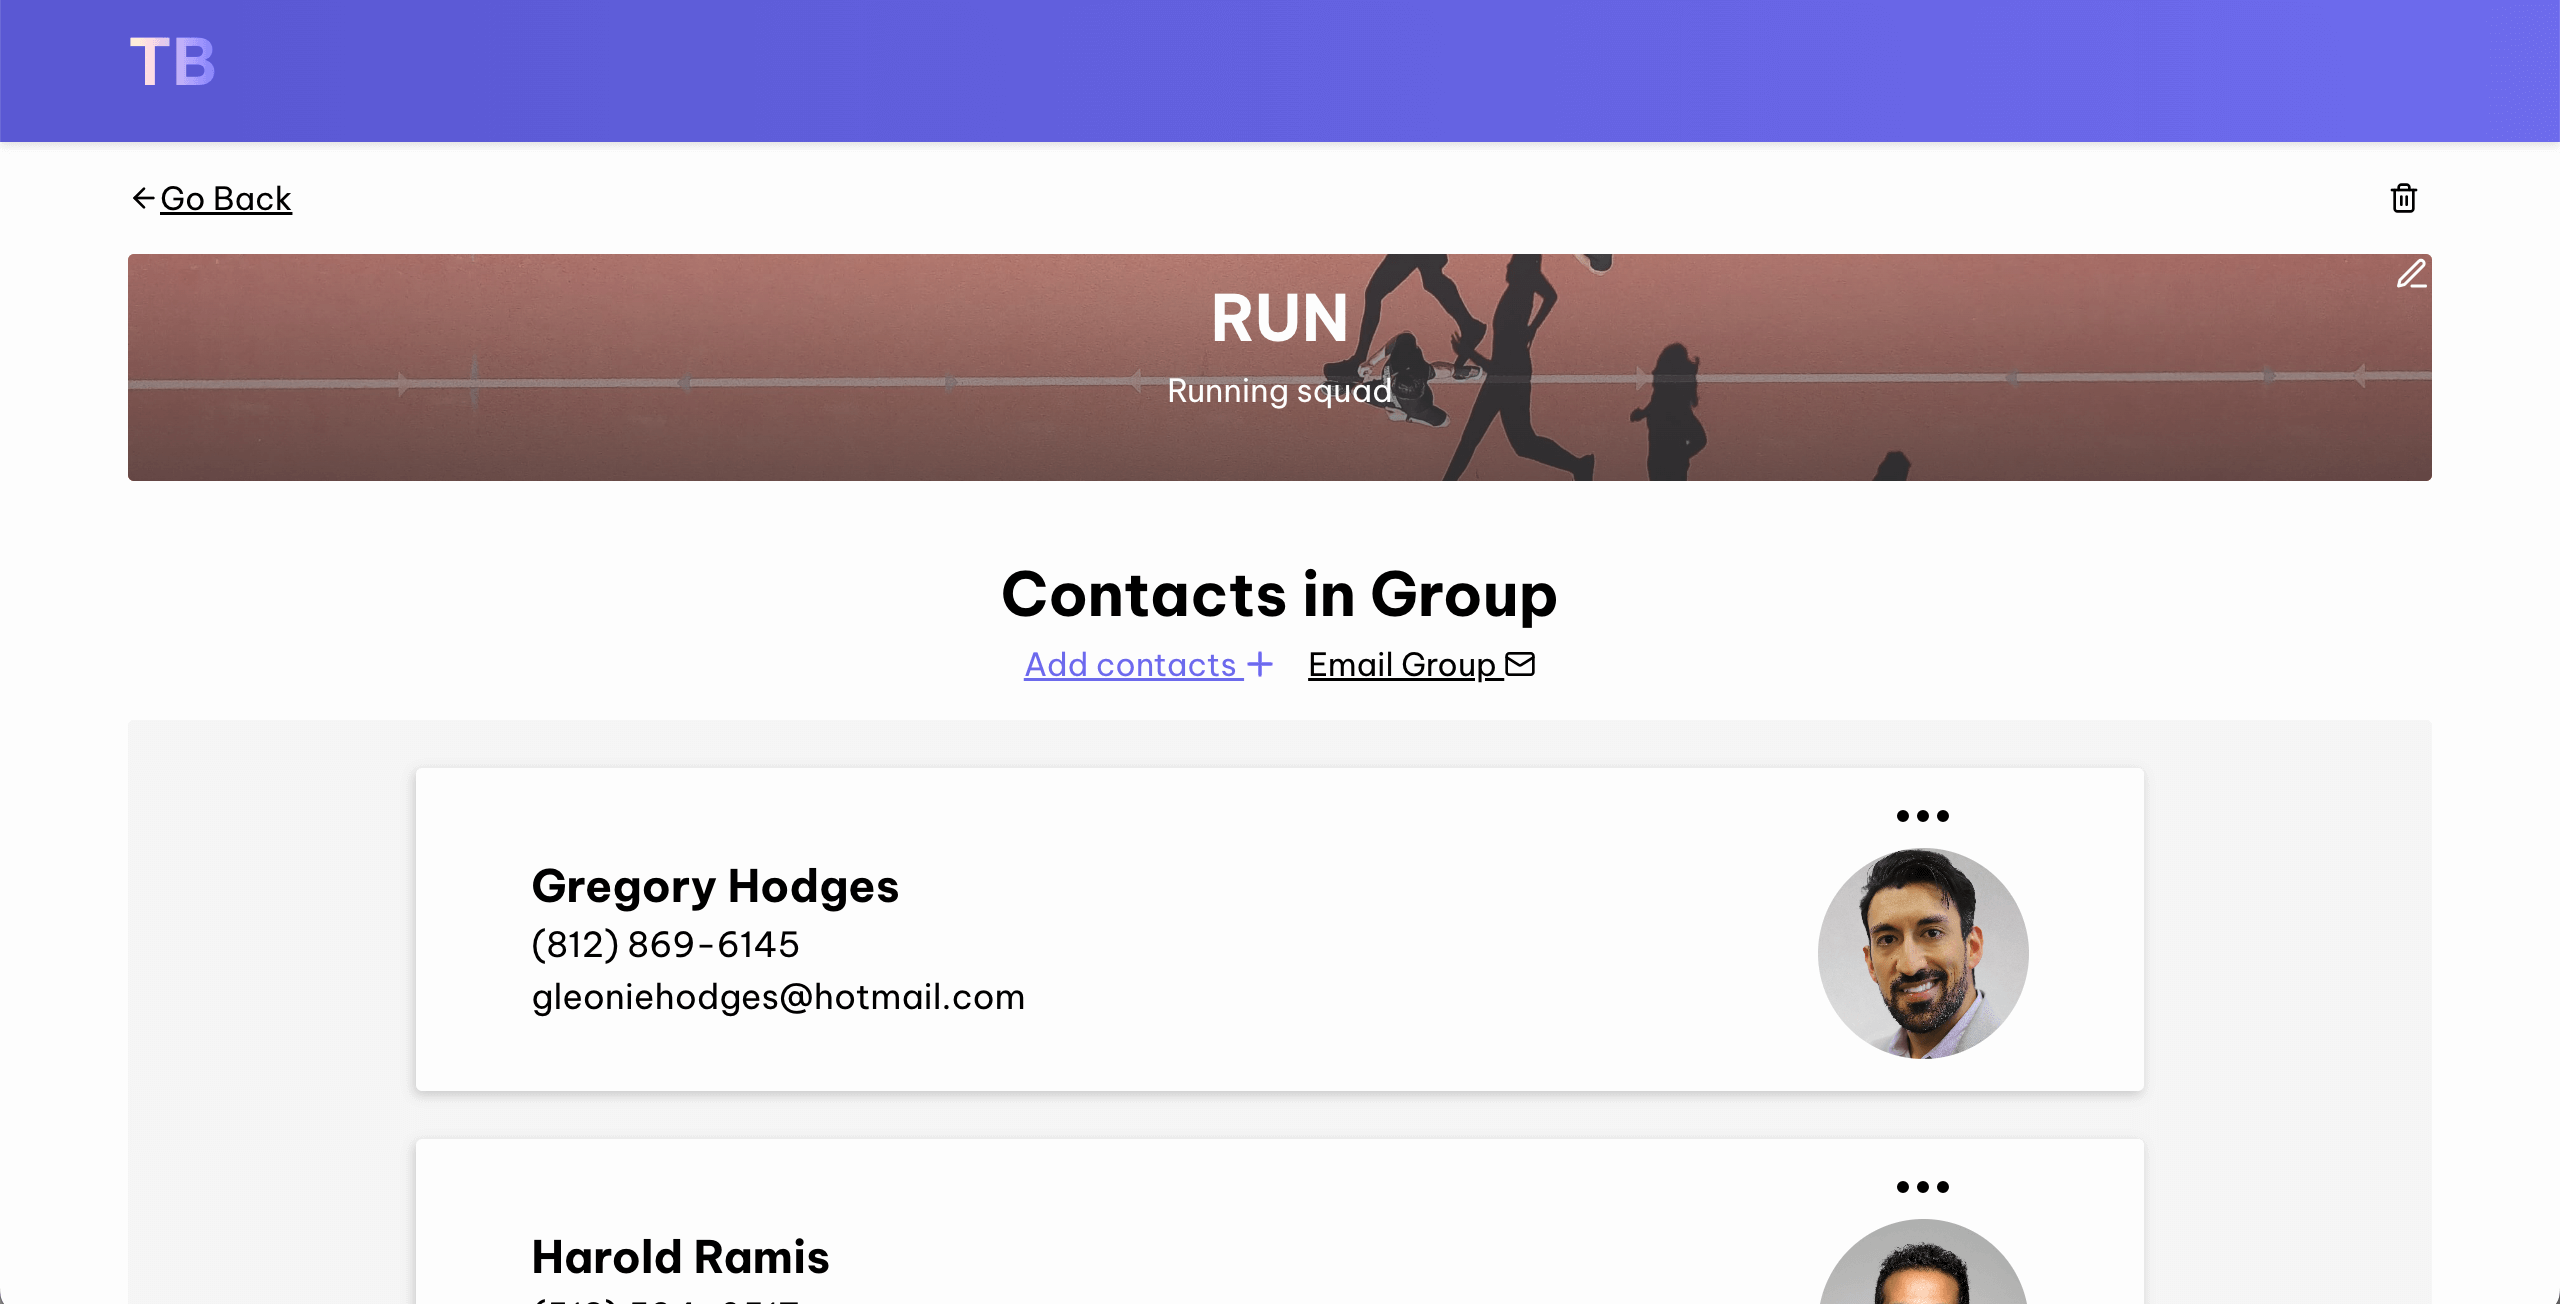 TB
Go Back
RUN
Running squad
Contacts in Group
Add contacts
Email Group
Gregory Hodges
(812) 869-6145
gleoniehodges@hotmail.com
Harold Ramis